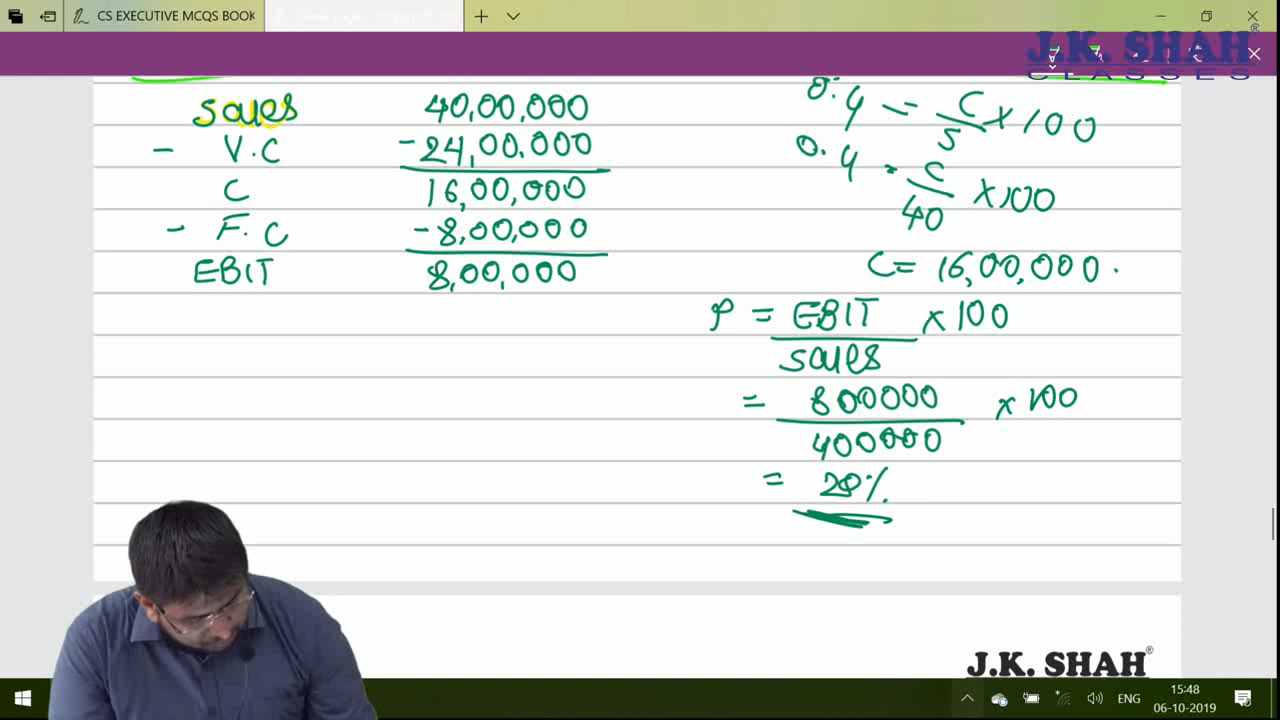 CS EXECUTIVE MCQS BOOK
J.K. SHAH®
CLASSES
Sales 40,00,000
- V.C -24,00,000
C 16,00,000
- F.C -8,00,000
EBIT 8,00,000
0.4 = C/S × 100
0.4 = C/40 × 100
C = 16,00,000.
P = EBIT/Sales × 100
= 800000/400000 × 100
= 20%
J.K. SHAH®
ENG
15:48
06-10-2019